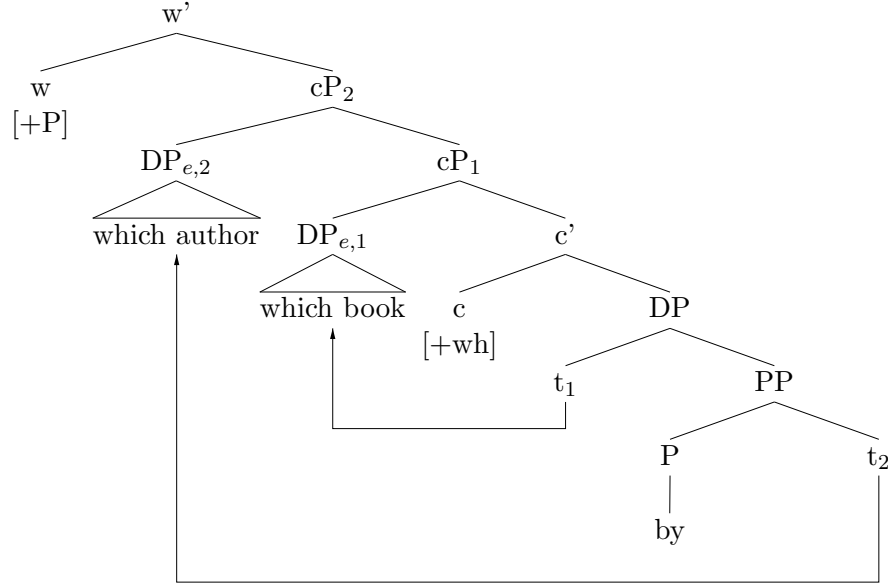 w'
w cP₂
[+P]
DPₑ,₂ cP₁
which author DPₑ,₁ c'
which book c DP
[+wh]
t₁ PP
P t₂
by